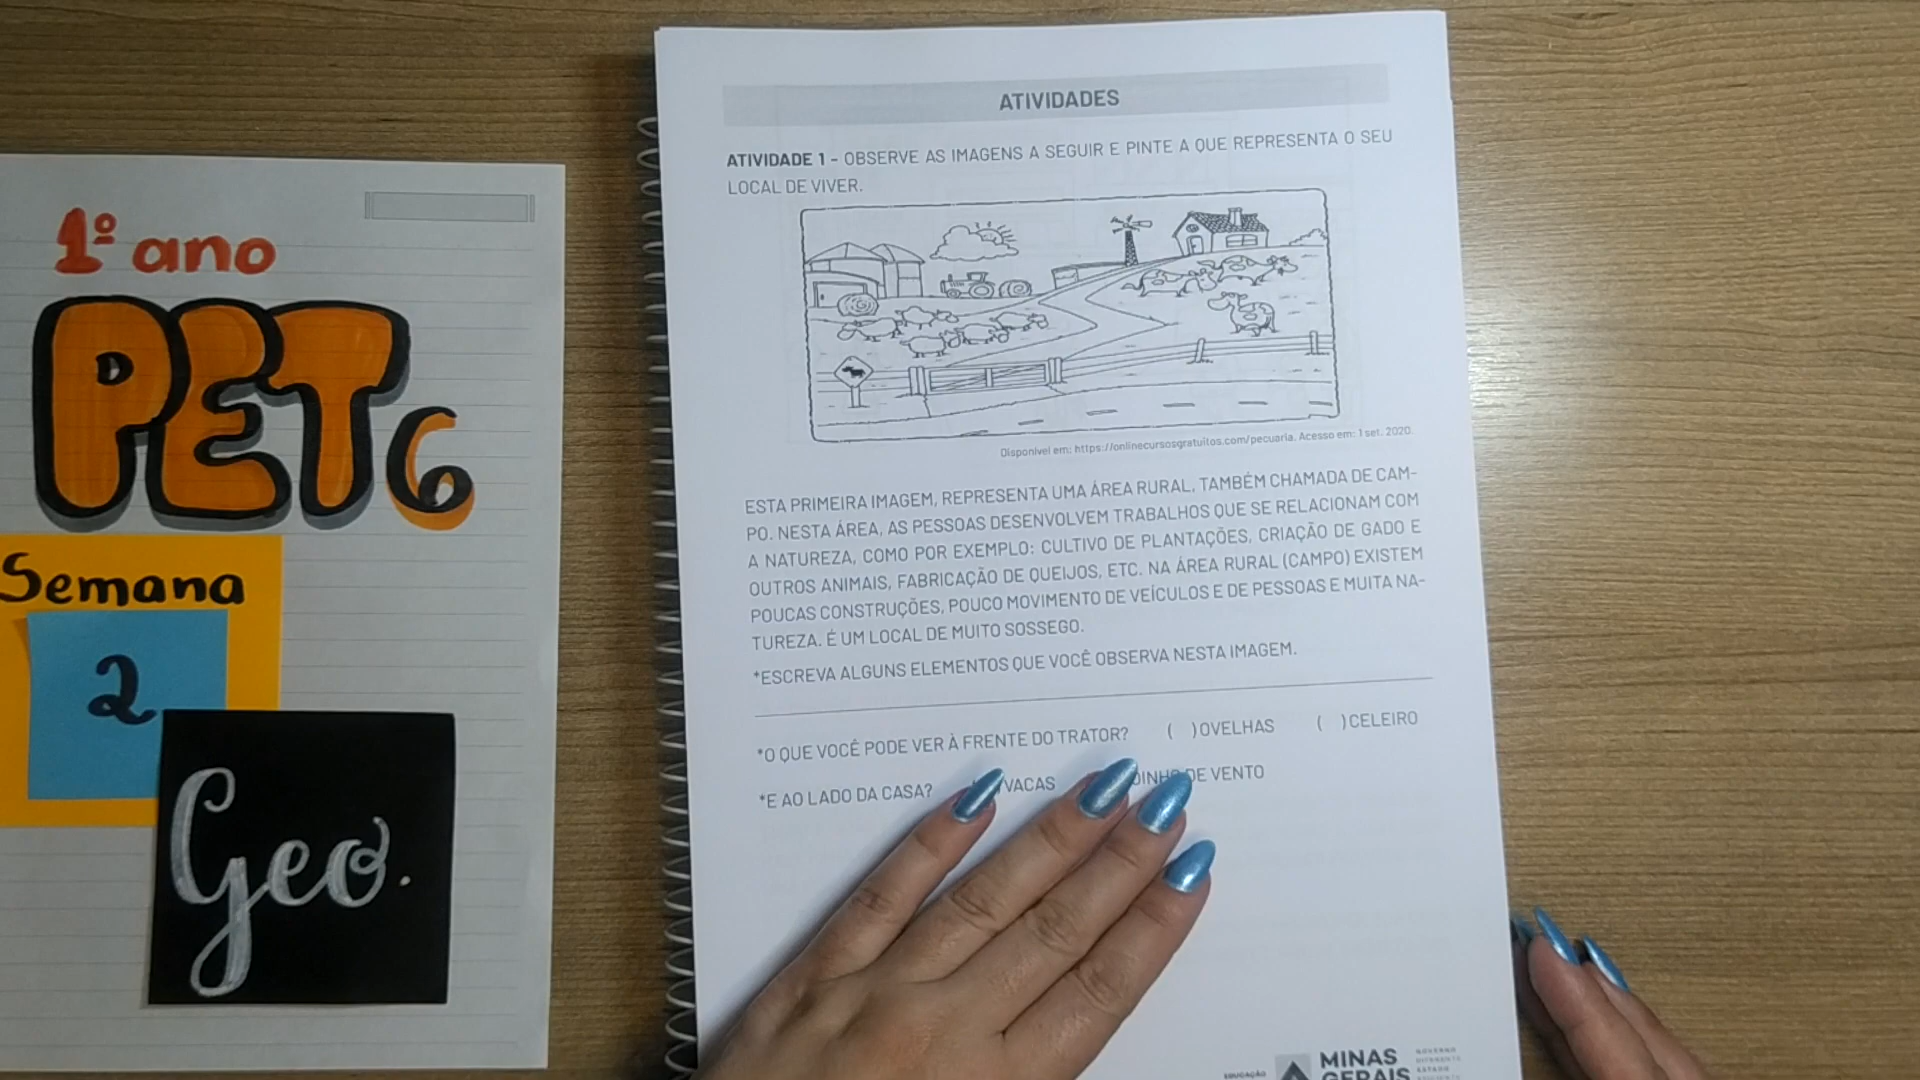 1º ano
PET 6
Semana
2
Geo.
ATIVIDADES
ATIVIDADE 1 - OBSERVE AS IMAGENS A SEGUIR E PINTE A QUE REPRESENTA O SEU
LOCAL DE VIVER.
Disponível em: https://onlinecursosgratuitos.com/pecuaria. Acesso em: 1 set. 2020.
ESTA PRIMEIRA IMAGEM, REPRESENTA UMA ÁREA RURAL, TAMBÉM CHAMADA DE CAM-
PO. NESTA ÁREA, AS PESSOAS DESENVOLVEM TRABALHOS QUE SE RELACIONAM COM
A NATUREZA, COMO POR EXEMPLO: CULTIVO DE PLANTAÇÕES, CRIAÇÃO DE GADO E
OUTROS ANIMAIS, FABRICAÇÃO DE QUEIJOS, ETC. NA ÁREA RURAL (CAMPO) EXISTEM
POUCAS CONSTRUÇÕES, POUCO MOVIMENTO DE VEÍCULOS E DE PESSOAS E MUITA NA-
TUREZA. É UM LOCAL DE MUITO SOSSEGO.
*ESCREVA ALGUNS ELEMENTOS QUE VOCÊ OBSERVA NESTA IMAGEM.
*O QUE VOCÊ PODE VER À FRENTE DO TRATOR? ( ) OVELHAS ( ) CELEIRO
*E AO LADO DA CASA? ) VACAS DE VENTO
EDUCAÇÃO
MINAS
GERAIS